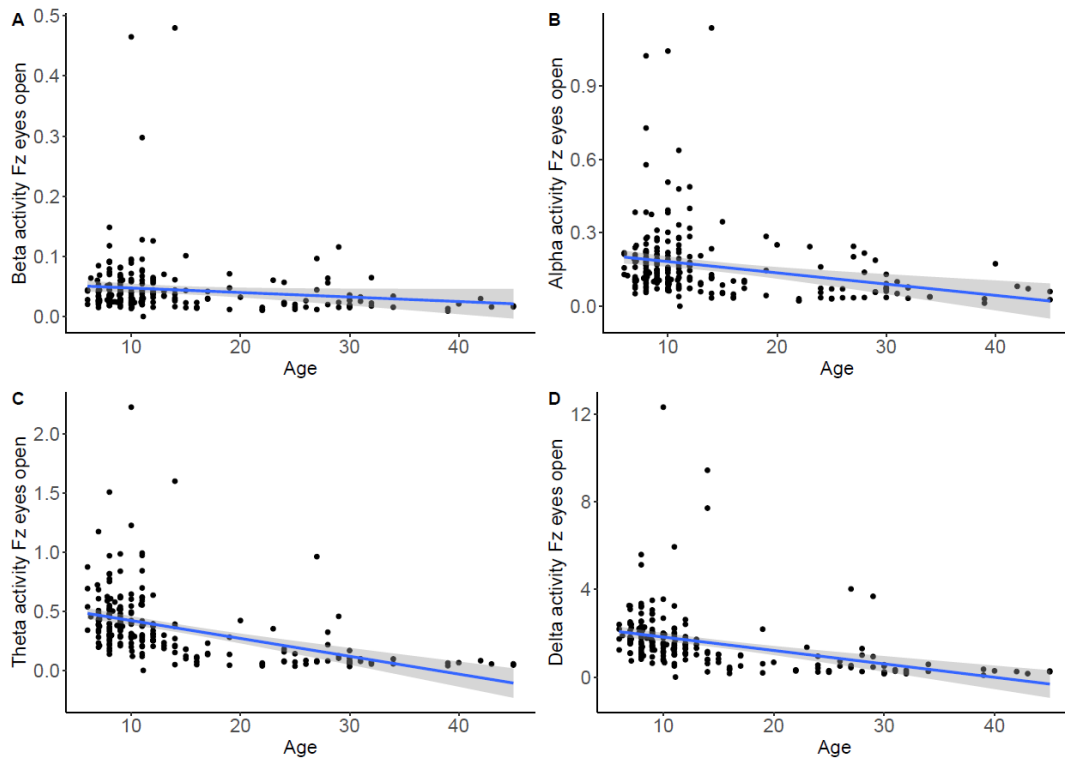 A
Beta activity Fz eyes open
0.5
0.4
0.3
0.2
0.1
0.0
10 20 30 40
Age
B
Alpha activity Fz eyes open
0.9
0.6
0.3
0.0
10 20 30 40
Age
C
Theta activity Fz eyes open
2.0
1.5
1.0
0.5
0.0
10 20 30 40
Age
D
Delta activity Fz eyes open
12
8
4
0
10 20 30 40
Age